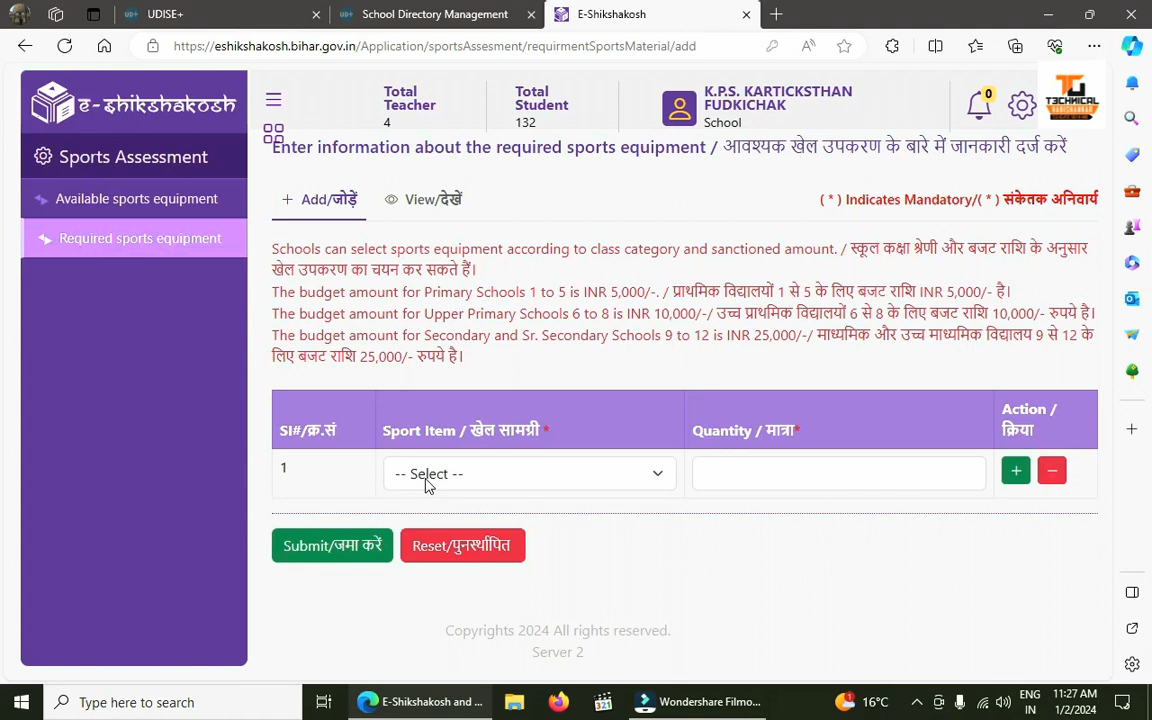 UDISE+
School Directory Management
E-Shikshakosh
https://eshikshakosh.bihar.gov.in/Application/sportsAssesment/requirmentSportsMaterial/add
e-shikshakosh
Total Teacher
4
Total Student
132
K.P.S. KARTICKSTHAN FUDKICHAK
School
0
TECHNICAL
Sports Assessment
Available sports equipment
Required sports equipment
Enter information about the required sports equipment / आवश्यक खेल उपकरण के बारे में जानकारी दर्ज करें
Add/जोड़ें
View/देखें
( * ) Indicates Mandatory/( * ) संकेतक अनिवार्य
Schools can select sports equipment according to class category and sanctioned amount. / स्कूल कक्षा श्रेणी और बजट राशि के अनुसार
खेल उपकरण का चयन कर सकते हैं।
The budget amount for Primary Schools 1 to 5 is INR 5,000/-. / प्राथमिक विद्यालयों 1 से 5 के लिए बजट राशि INR 5,000/- है।
The budget amount for Upper Primary Schools 6 to 8 is INR 10,000/-/ उच्च प्राथमिक विद्यालयों 6 से 8 के लिए बजट राशि 10,000/- रुपये है।
The budget amount for Secondary and Sr. Secondary Schools 9 to 12 is INR 25,000/-/ माध्यमिक और उच्च माध्यमिक विद्यालय 9 से 12 के
लिए बजट राशि 25,000/- रुपये है।
Sl#/क्र.सं
Sport Item / खेल सामग्री *
Quantity / मात्रा*
Action / क्रिया
1
-- Select --
Submit/जमा करें
Reset/पुनर्स्थापित
Copyrights 2024 All rights reserved.
Server 2
Type here to search
E-Shikshakosh and ...
Wondershare Filmo...
16°C
ENG
IN
11:27 AM
1/2/2024